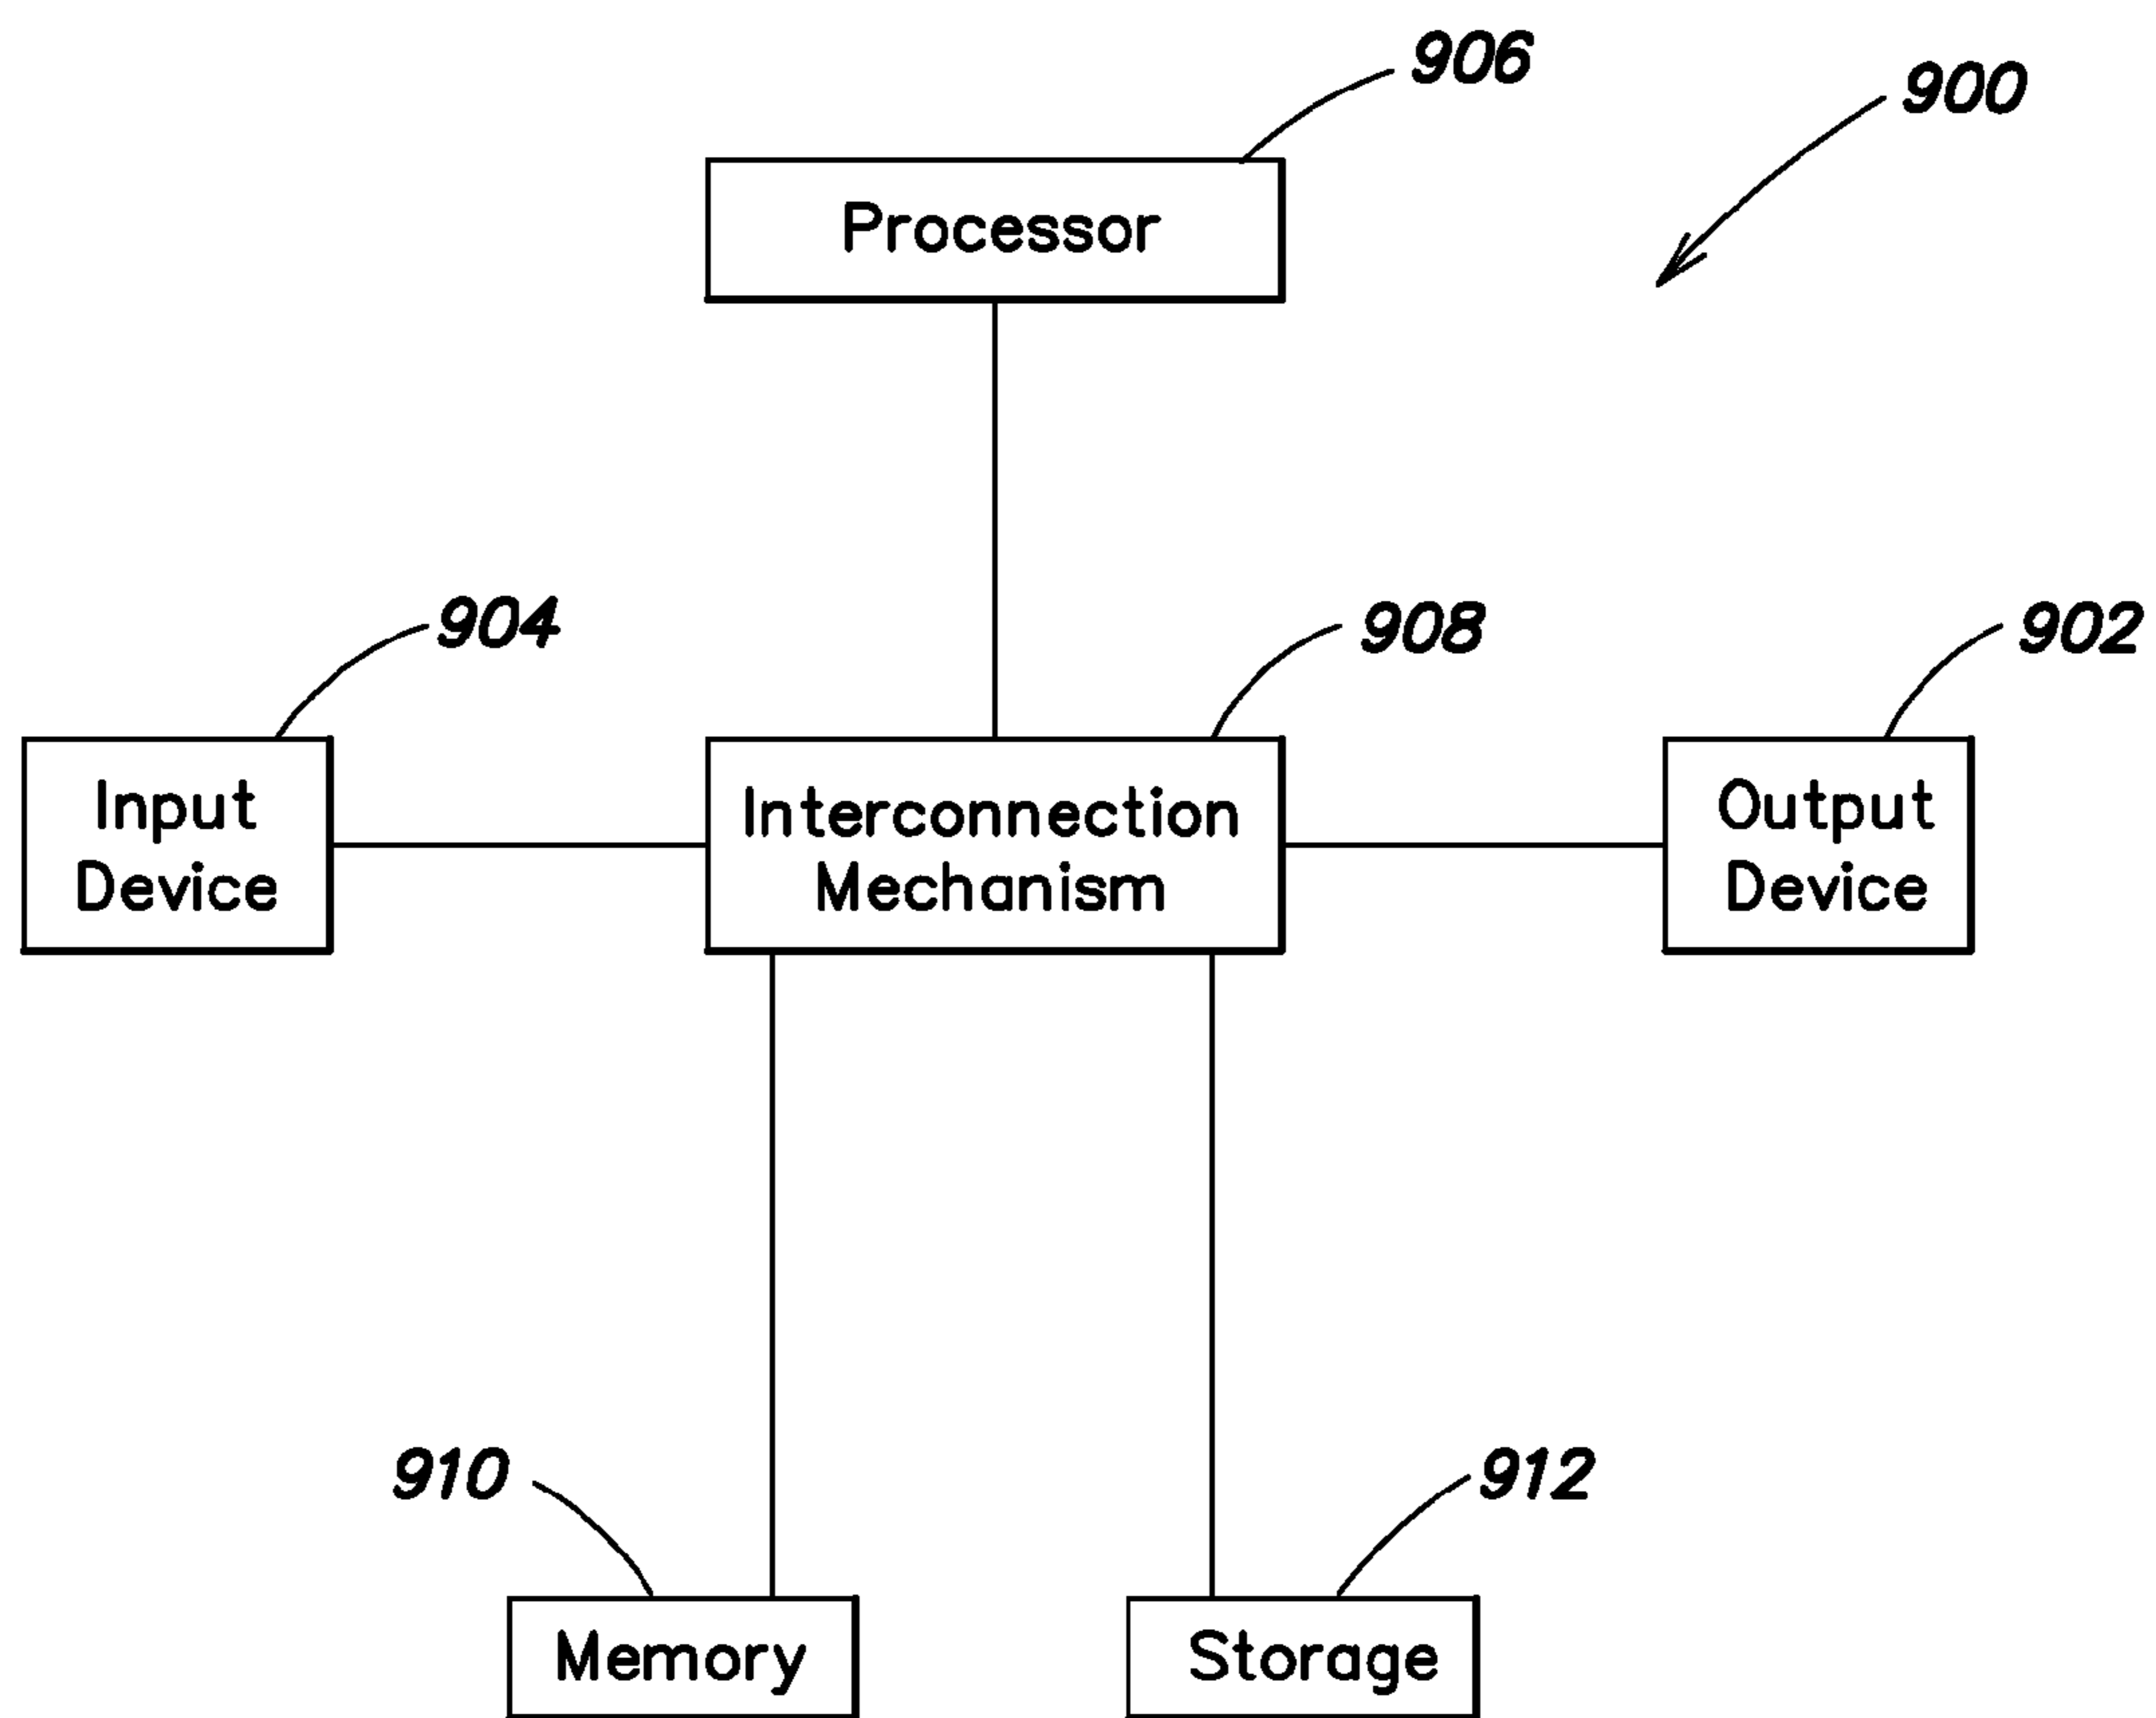 906
900
Processor
904
908
902
Input
Device
Interconnection
Mechanism
Output
Device
910
912
Memory
Storage